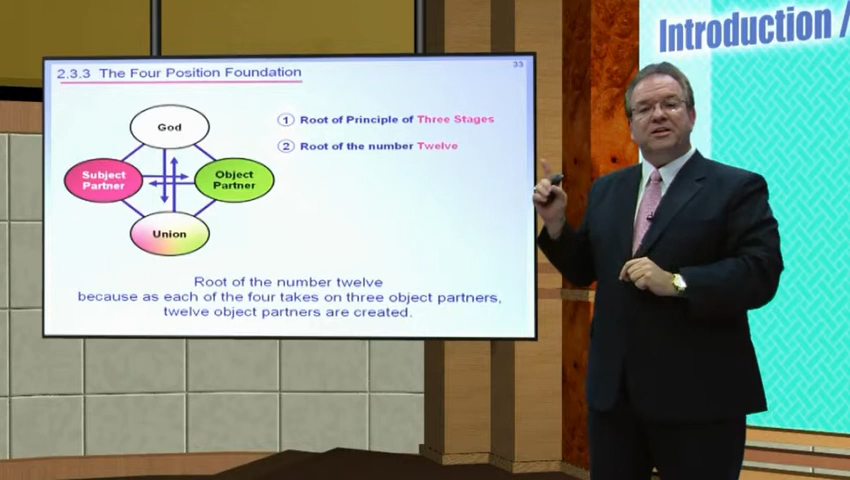 2.3.3 The Four Position Foundation
33
God
① Root of Principle of Three Stages
② Root of the number Twelve
Subject
Partner
Object
Partner
Union
Root of the number twelve
because as each of the four takes on three object partners,
twelve object partners are created.
Introduction /